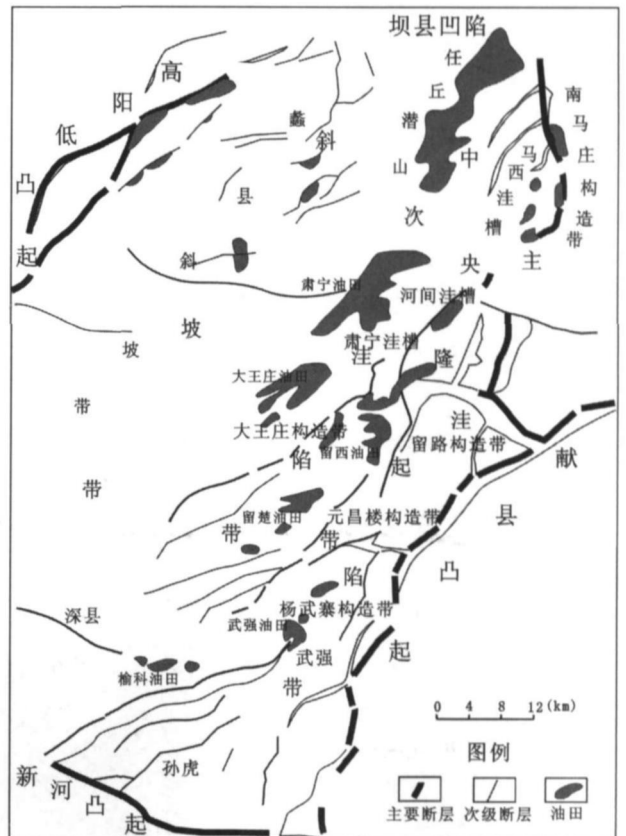 坝县凹陷
高阳低凸起
任丘潜山
蠡县斜坡带
斜坡带
中央隆起带
次洼陷带
主洼陷带
南马庄构造带
马西洼槽
肃宁油田
河间洼槽
肃宁洼槽
大王庄油田
大王庄构造带
留西油田
留路构造带
留楚油田
元昌楼构造带
献县凸起
深县
杨武寨构造带
武强油田
武强
榆科油田
孙虎
新河凸起
0 4 8 12(km)
图例
主要断层 次级断层 油田